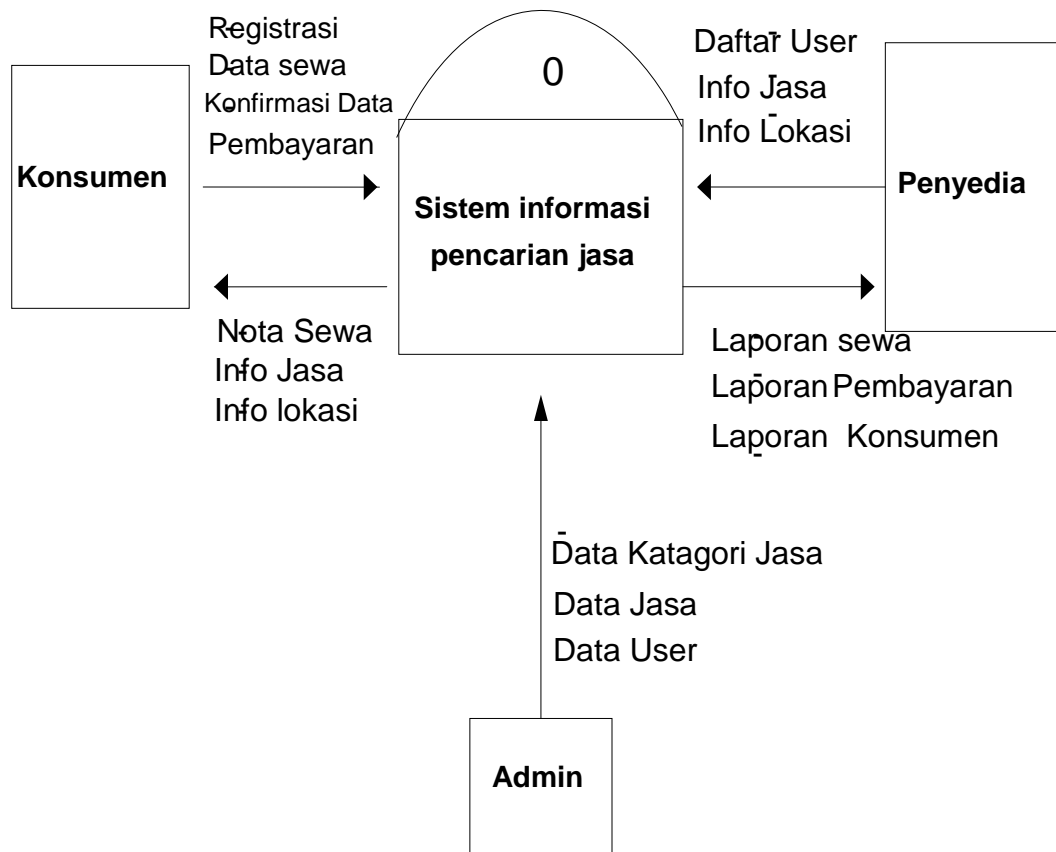 Registrasi
Data sewa
Konfirmasi Data
Pembayaran
Konsumen
0
Sistem informasi
pencarian jasa
Daftar User
Info Jasa
Info Lokasi
Penyedia
Nota Sewa
Info Jasa
Info lokasi
Laporan sewa
Laporan Pembayaran
Laporan Konsumen
Data Katagori Jasa
Data Jasa
Data User
Admin